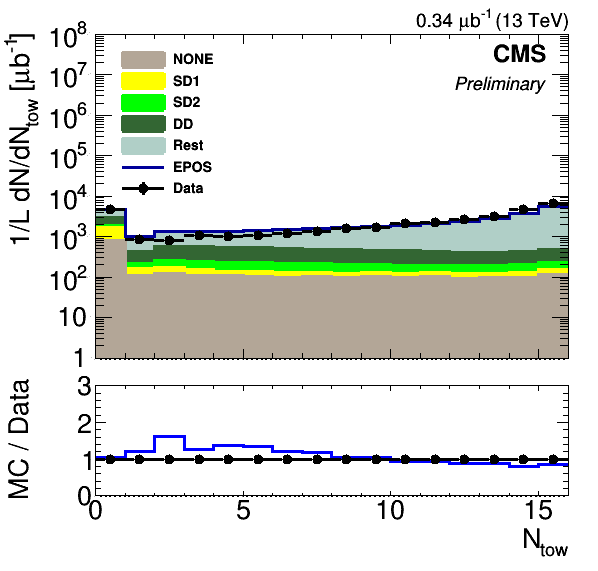 0.34 μb⁻¹ (13 TeV)
CMS
Preliminary
1/L dN/dN_tow [μb⁻¹]
10⁸
10⁷
10⁶
10⁵
10⁴
10³
10²
10
1
NONE
SD1
SD2
DD
Rest
EPOS
Data
MC / Data
3
2
1
0
0 5 10 15
N_tow